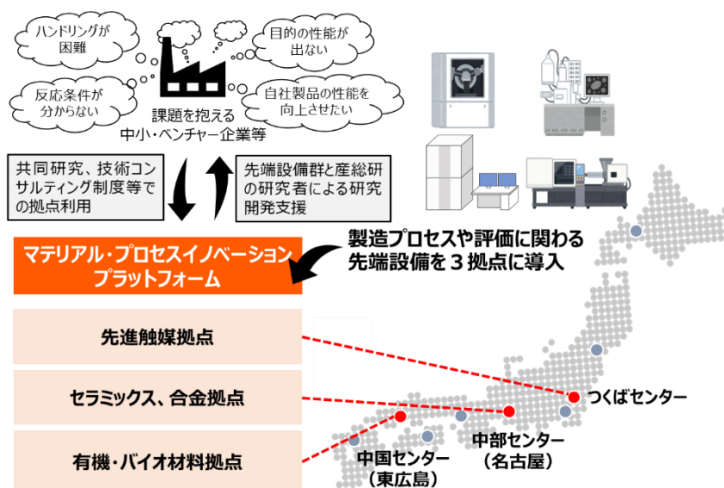 ハンドリングが
困難
目的の性能が
出ない
反応条件が
分からない
自社製品の性能を
向上させたい
課題を抱える
中小・ベンチャー企業等
共同研究、技術コン
サルティング制度等で
の拠点利用
先端設備群と産総研
の研究者による研究
開発支援
マテリアル・プロセスイノベーション
プラットフォーム
製造プロセスや評価に関わる
先端設備を３拠点に導入
先進触媒拠点
セラミックス、合金拠点
有機・バイオ材料拠点
つくばセンター
中部センター
（名古屋）
中国センター
（東広島）